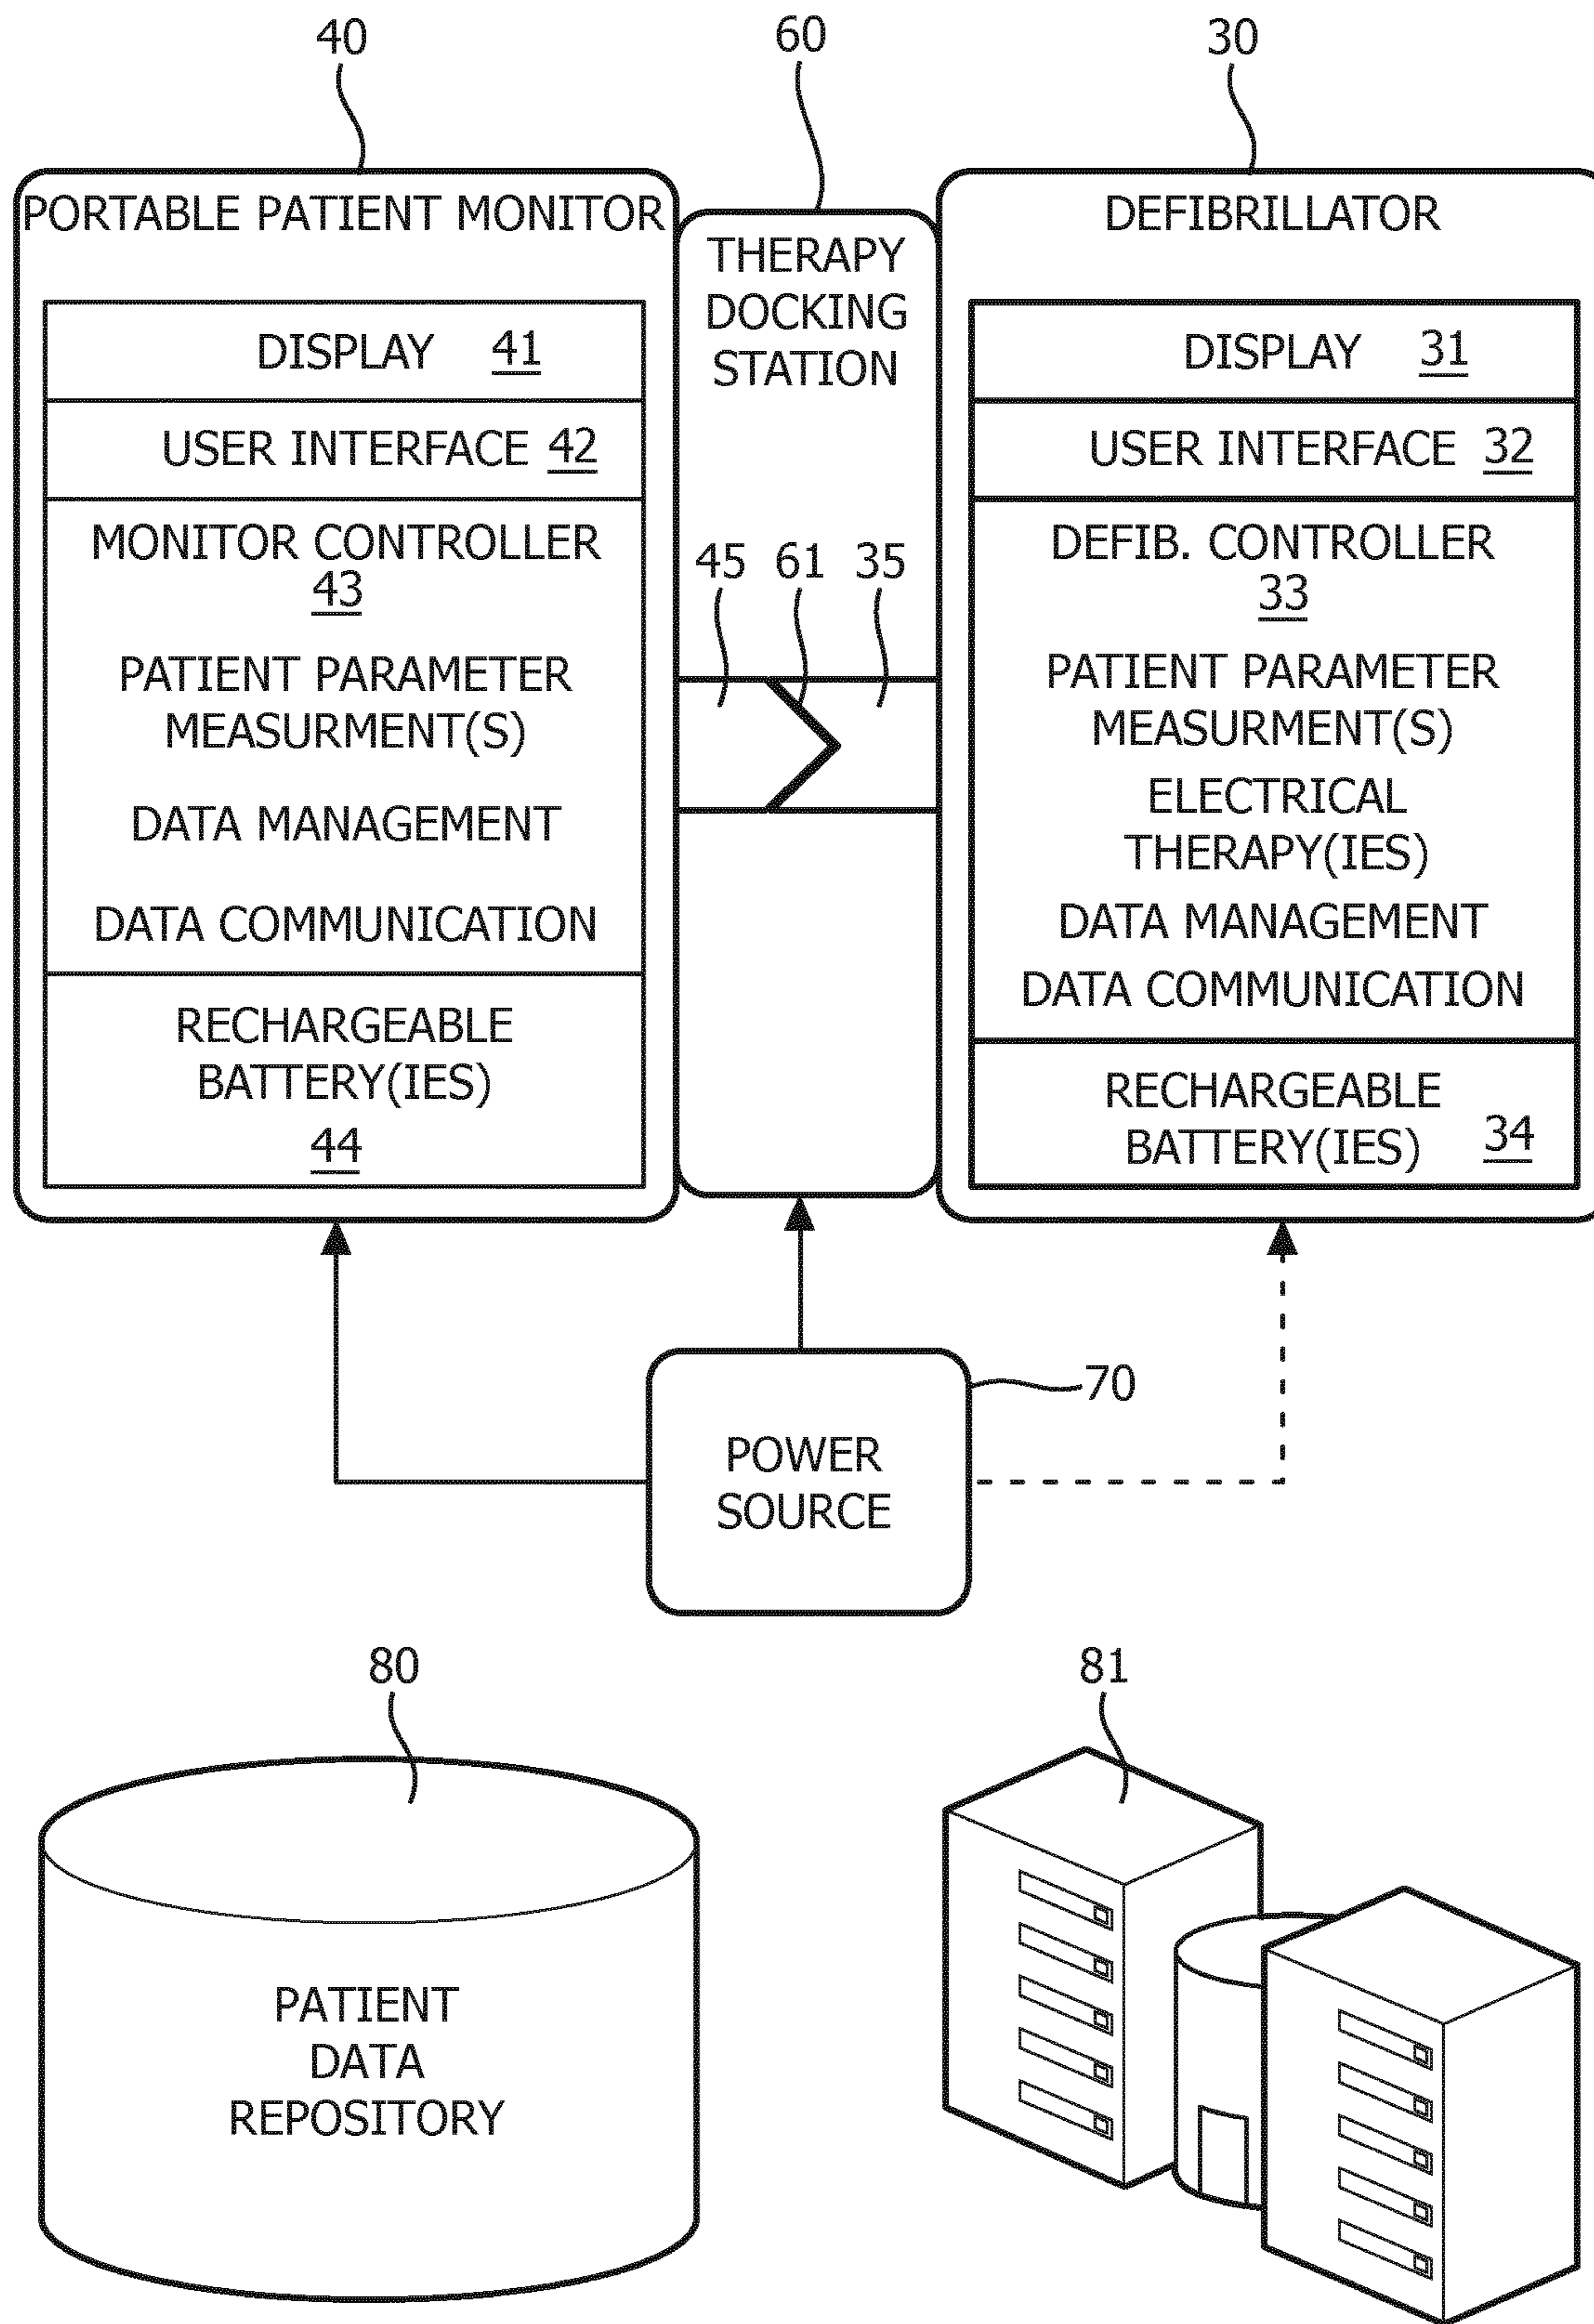 40
60
30
PORTABLE PATIENT MONITOR
DISPLAY 41
USER INTERFACE 42
MONITOR CONTROLLER
43
PATIENT PARAMETER
MEASURMENT(S)
DATA MANAGEMENT
DATA COMMUNICATION
RECHARGEABLE
BATTERY(IES)
44
THERAPY
DOCKING
STATION
45
61
35
DEFIBRILLATOR
DISPLAY 31
USER INTERFACE 32
DEFIB. CONTROLLER
33
PATIENT PARAMETER
MEASURMENT(S)
ELECTRICAL
THERAPY(IES)
DATA MANAGEMENT
DATA COMMUNICATION
RECHARGEABLE
BATTERY(IES) 34
70
POWER
SOURCE
80
81
PATIENT
DATA
REPOSITORY